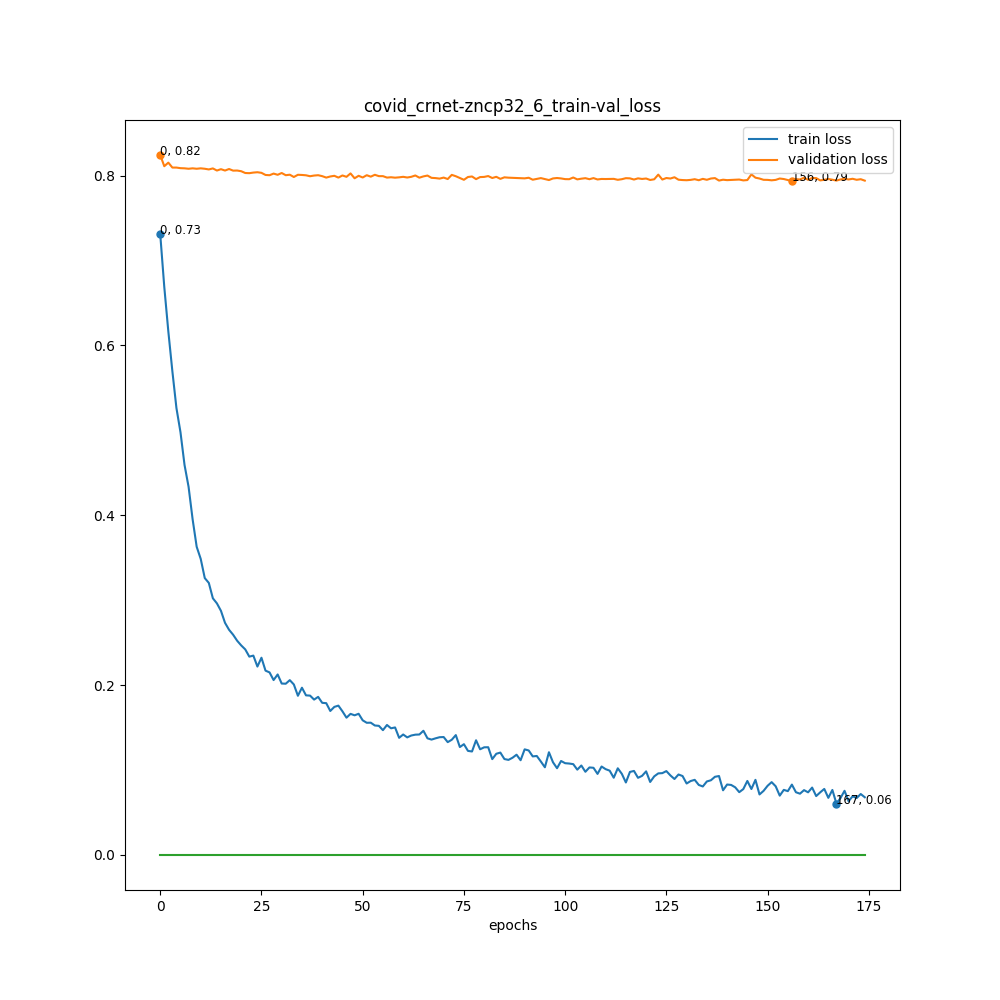 covid_crnet-zncp32_6_train-val_loss
train loss
validation loss
0, 0.82
156, 0.79
0, 0.73
167, 0.06
0.8
0.6
0.4
0.2
0.0
0 25 50 75 100 125 150 175
epochs